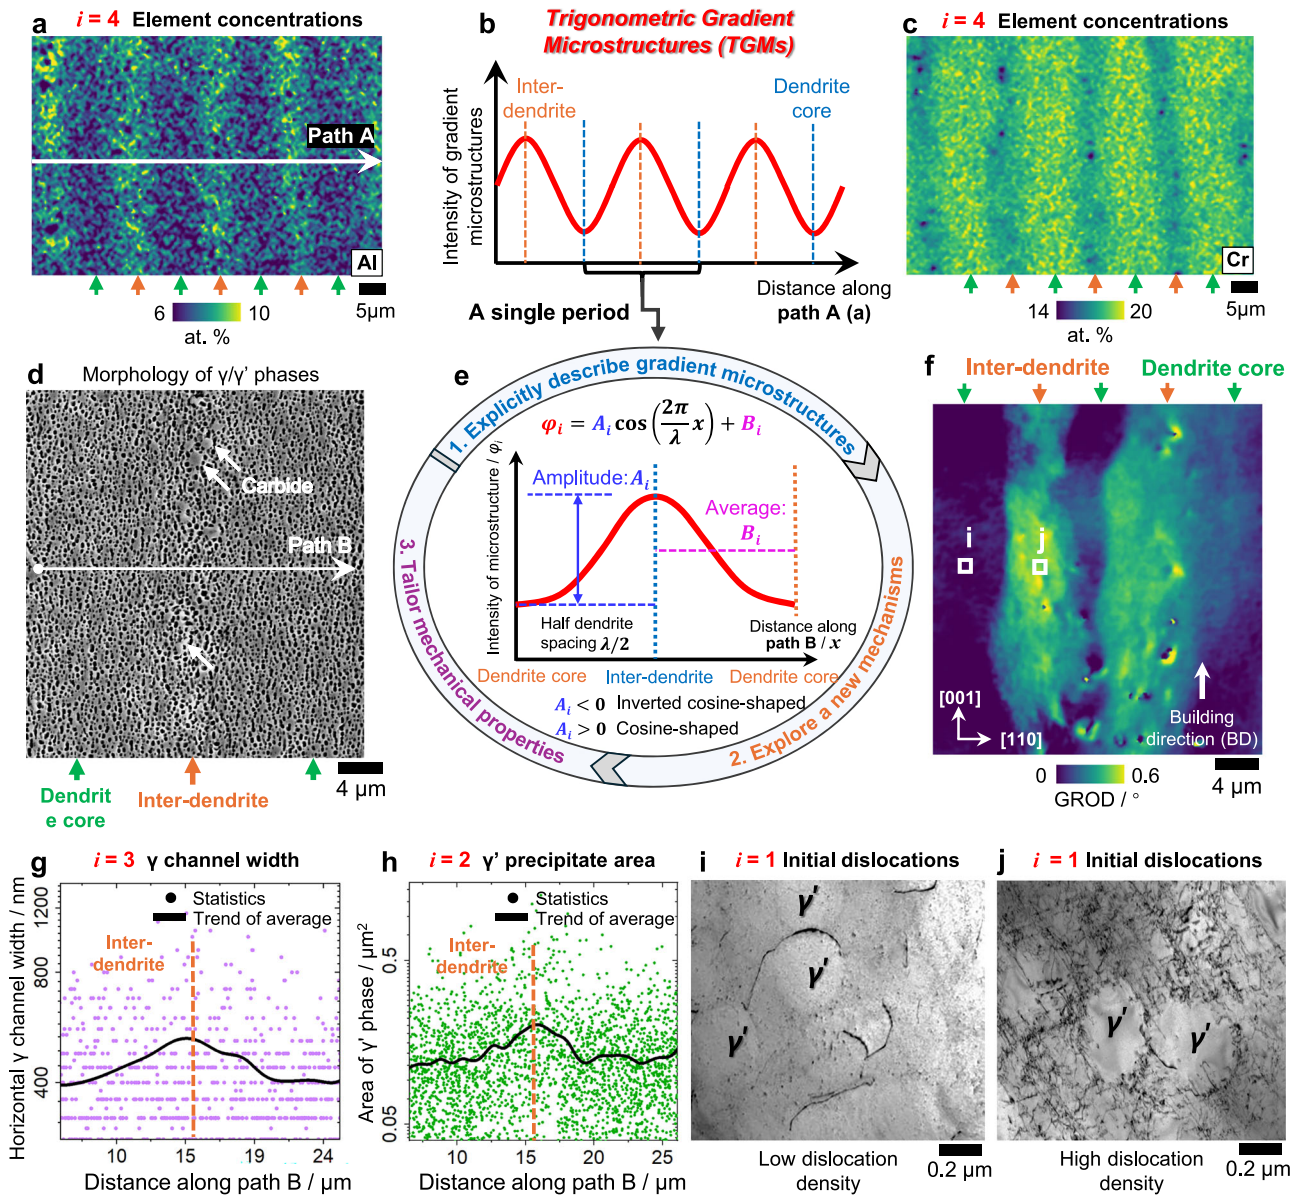 a
i = 4 Element concentrations
Path A
Al
6
10
at. %
5μm
b
Trigonometric Gradient
Microstructures (TGMs)
Inter-
dendrite
Dendrite
core
Intensity of gradient
microstructures
Distance along
path A (a)
A single period
c
i = 4 Element concentrations
Cr
14
20
at. %
5μm
d
Morphology of γ/γ' phases
Carbide
Path B
Dendrit
e core
Inter-dendrite
4 μm
e
1. Explicitly describe gradient microstructures
2. Explore a new mechanisms
3. Tailor mechanical properties
φi = Ai cos(2π/λ x) + Bi
Intensity of microstructure / φi
Amplitude: Ai
Average:
Bi
Half dendrite
spacing λ/2
Distance along
path B / x
Dendrite core
Inter-dendrite
Dendrite core
Ai < 0 Inverted cosine-shaped
Ai > 0 Cosine-shaped
f
Inter-dendrite
Dendrite core
i
j
[001]
[110]
Building
direction (BD)
0
0.6
GROD / °
4 μm
g
i = 3 γ channel width
Statistics
Trend of average
Inter-
dendrite
Horizontal γ channel width / nm
1200
800
400
10
15
15
24
Distance along path B / μm
h
i = 2 γ' precipitate area
Statistics
Trend of average
Inter-
dendrite
Area of γ' phase / μm²
0.5
0.05
10
15
20
25
Distance along path B / μm
i
i = 1 Initial dislocations
γ'
γ'
γ'
Low dislocation
density
0.2 μm
j
i = 1 Initial dislocations
γ'
γ'
High dislocation
density
0.2 μm